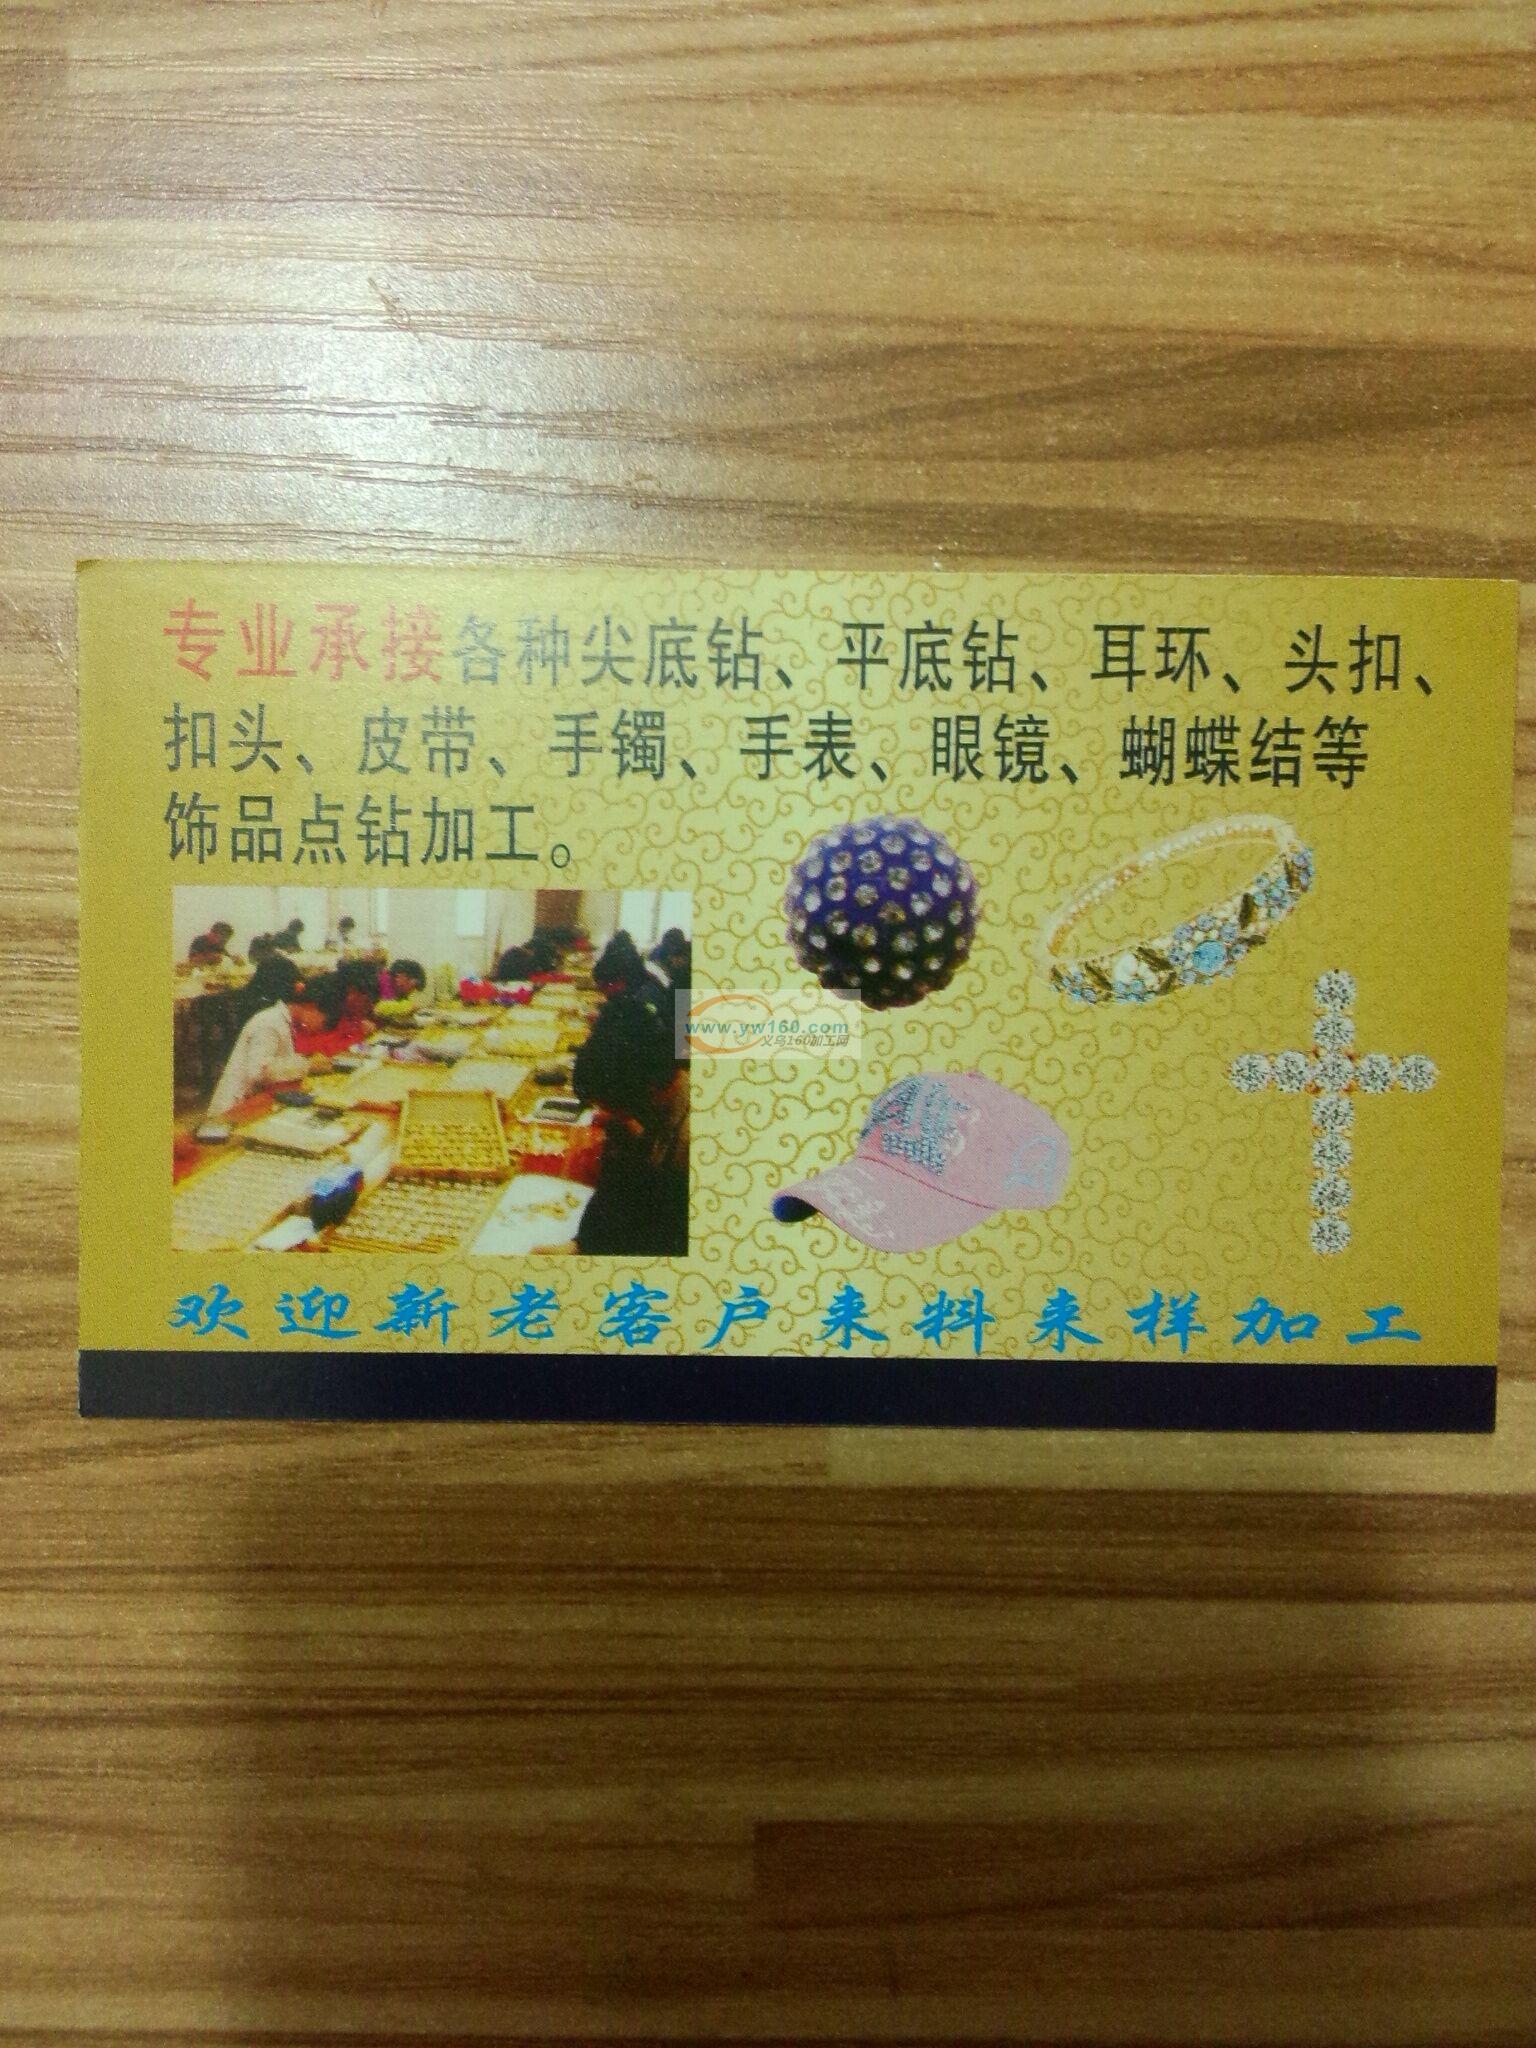 专业承接各种尖底钻、平底钻、耳环、头扣、
扣头、皮带、手镯、手表、眼镜、蝴蝶结等
饰品点钻加工。
www.yw160.com
义乌160加工网
欢迎新老客户来料来样加工